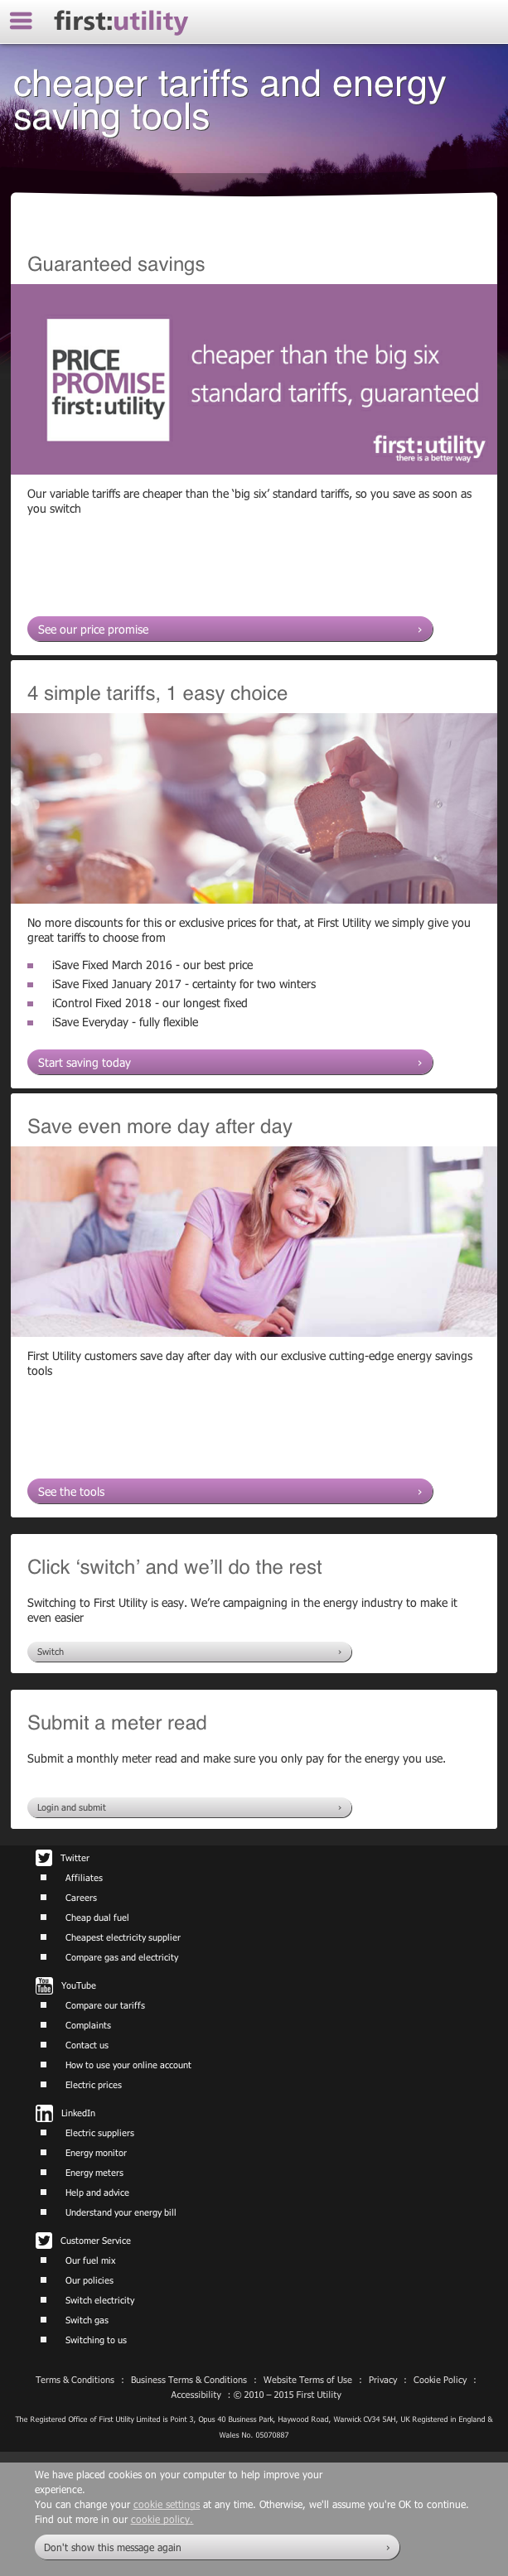 first:utility
cheaper tariffs and energy
saving tools
Guaranteed savings
PRICE
PROMISE
first:utility
cheaper than the big six
standard tariffs, guaranteed
first:utility
there is a better way
Our variable tariffs are cheaper than the ‘big six’ standard tariffs, so you save as soon as
you switch
See our price promise ›
4 simple tariffs, 1 easy choice
No more discounts for this or exclusive prices for that, at First Utility we simply give you
great tariffs to choose from
iSave Fixed March 2016 - our best price
iSave Fixed January 2017 - certainty for two winters
iControl Fixed 2018 - our longest fixed
iSave Everyday - fully flexible
Start saving today ›
Save even more day after day
First Utility customers save day after day with our exclusive cutting-edge energy savings
tools
See the tools ›
Click ‘switch’ and we’ll do the rest
Switching to First Utility is easy. We’re campaigning in the energy industry to make it
even easier
Switch ›
Submit a meter read
Submit a monthly meter read and make sure you only pay for the energy you use.
Login and submit ›
Twitter
Affiliates
Careers
Cheap dual fuel
Cheapest electricity supplier
Compare gas and electricity
You Tube YouTube
Compare our tariffs
Complaints
Contact us
How to use your online account
Electric prices
in LinkedIn
Electric suppliers
Energy monitor
Energy meters
Help and advice
Understand your energy bill
Customer Service
Our fuel mix
Our policies
Switch electricity
Switch gas
Switching to us
Terms & Conditions : Business Terms & Conditions : Website Terms of Use : Privacy : Cookie Policy :
Accessibility : © 2010 – 2015 First Utility
The Registered Office of First Utility Limited is Point 3, Opus 40 Business Park, Haywood Road, Warwick CV34 5AH, UK Registered in England &
Wales No. 05070887
We have placed cookies on your computer to help improve your
experience.
You can change your cookie settings at any time. Otherwise, we'll assume you're OK to continue.
Find out more in our cookie policy.
Don't show this message again ›